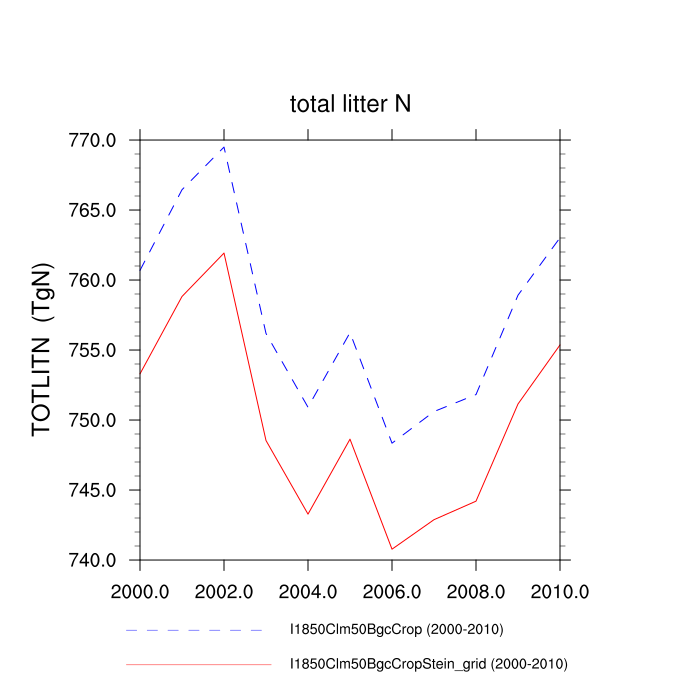 total litter N
770.0
765.0
760.0
755.0
750.0
745.0
740.0
TOTLITN (TgN)
2000.0 2002.0 2004.0 2006.0 2008.0 2010.0
I1850Clm50BgcCrop (2000-2010)
I1850Clm50BgcCropStein_grid (2000-2010)